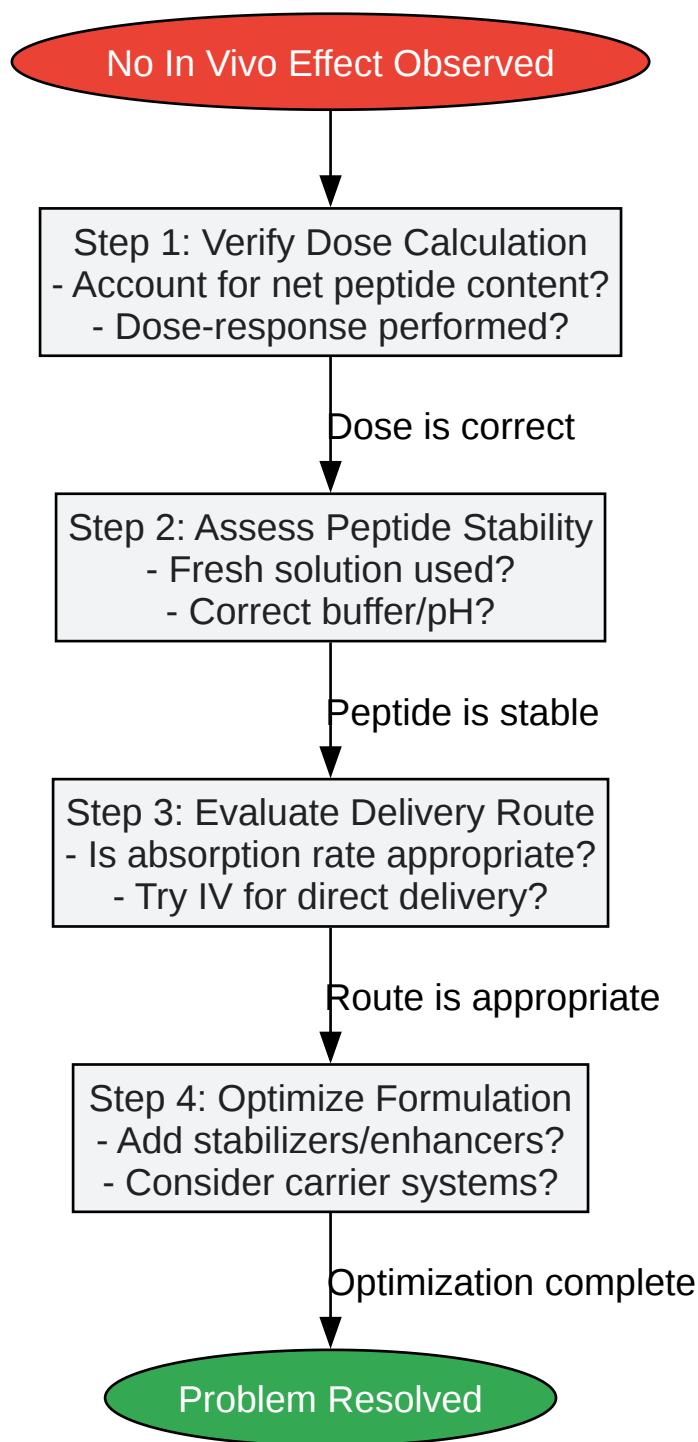 No In Vivo Effect Observed
Step 1: Verify Dose Calculation
- Account for net peptide content?
- Dose-response performed?
Dose is correct
Step 2: Assess Peptide Stability
- Fresh solution used?
- Correct buffer/pH?
Peptide is stable
Step 3: Evaluate Delivery Route
- Is absorption rate appropriate?
- Try IV for direct delivery?
Route is appropriate
Step 4: Optimize Formulation
- Add stabilizers/enhancers?
- Consider carrier systems?
Optimization complete
Problem Resolved